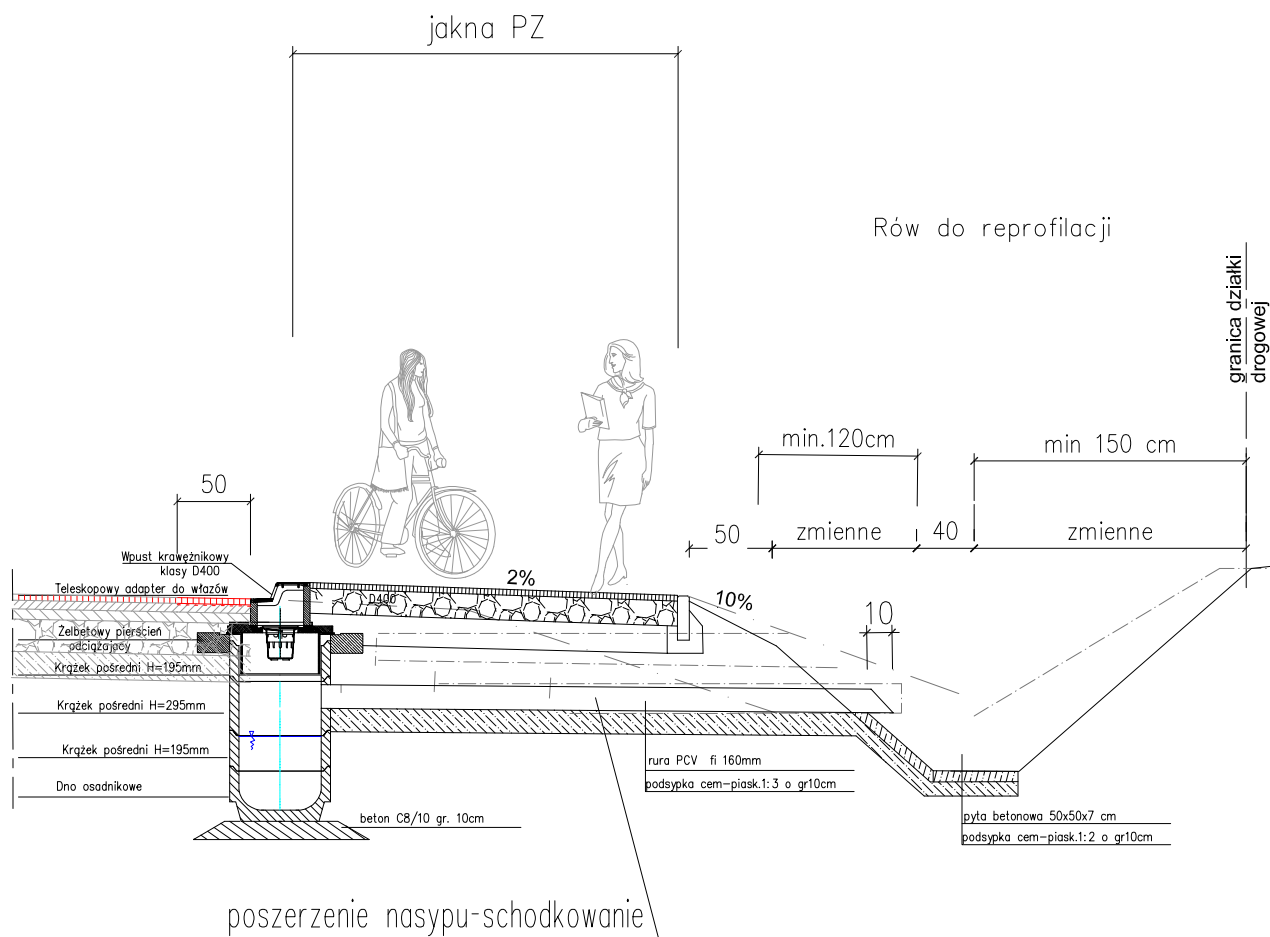 jakna PZ
Rów do reprofilacji
granica działki
drogowej
min.120cm
min 150 cm
50
50
zmienne
40
zmienne
Wpust krawężnikowy
klasy D400
Teleskopowy adapter do włazów
2%
D400
10%
10
Żelbetowy pierścień
odciążający
Krążek pośredni H=195mm
Krążek pośredni H=295mm
Krążek pośredni H=195mm
Dno osadnikowe
rura PCV fi 160mm
podsypka cem-piask.1:3 o gr10cm
beton C8/10 gr. 10cm
pyta betonowa 50x50x7 cm
podsypka cem-piask.1:2 o gr10cm
poszerzenie nasypu-schodkowanie